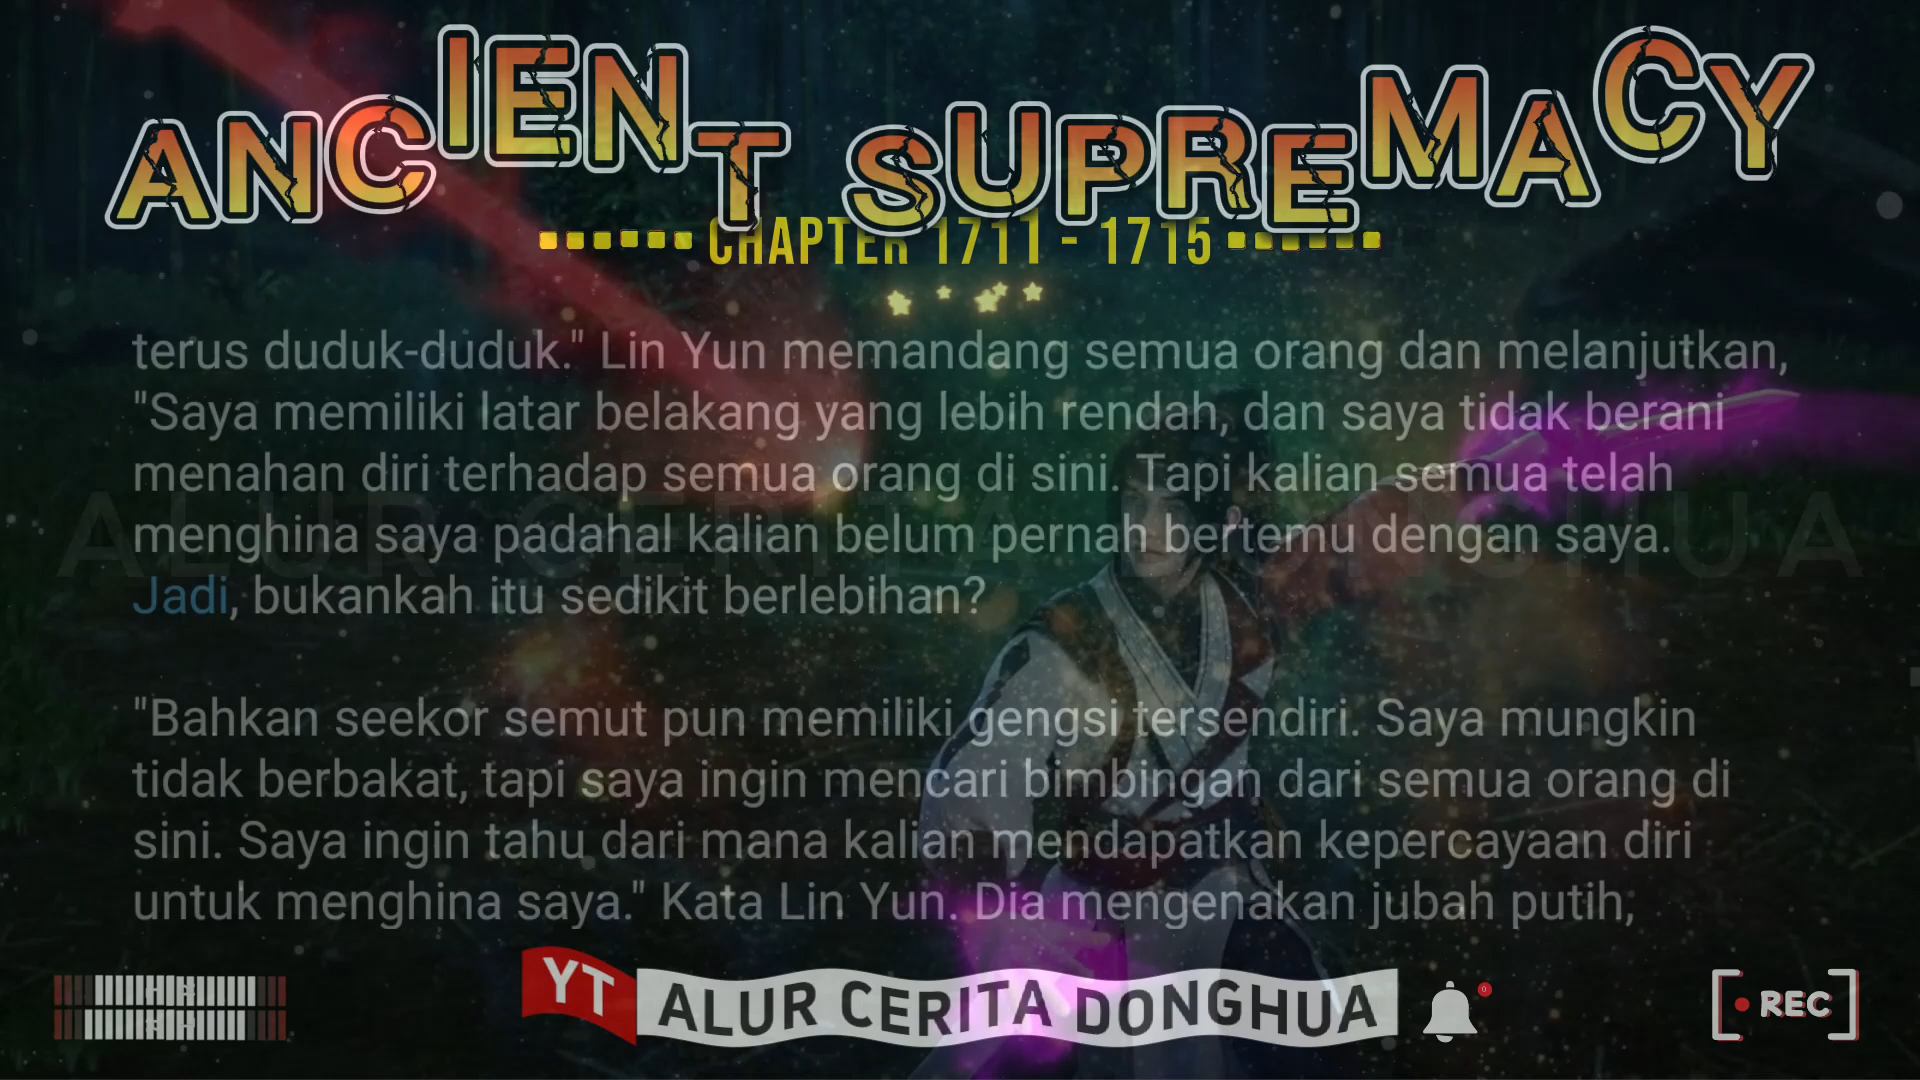 ANCIENT SUPREMACY
CHAPTER 1711 - 1715
terus duduk-duduk." Lin Yun memandang semua orang dan melanjutkan,
"Saya memiliki latar belakang yang lebih rendah, dan saya tidak berani
menahan diri terhadap semua orang di sini. Tapi kalian semua telah
menghina saya padahal kalian belum pernah bertemu dengan saya.
Jadi, bukankah itu sedikit berlebihan?
"Bahkan seekor semut pun memiliki gengsi tersendiri. Saya mungkin
tidak berbakat, tapi saya ingin mencari bimbingan dari semua orang di
sini. Saya ingin tahu dari mana kalian mendapatkan kepercayaan diri
untuk menghina saya." Kata Lin Yun. Dia mengenakan jubah putih,
ALUR CERITA DONGHUA
YT ALUR CERITA DONGHUA
REC